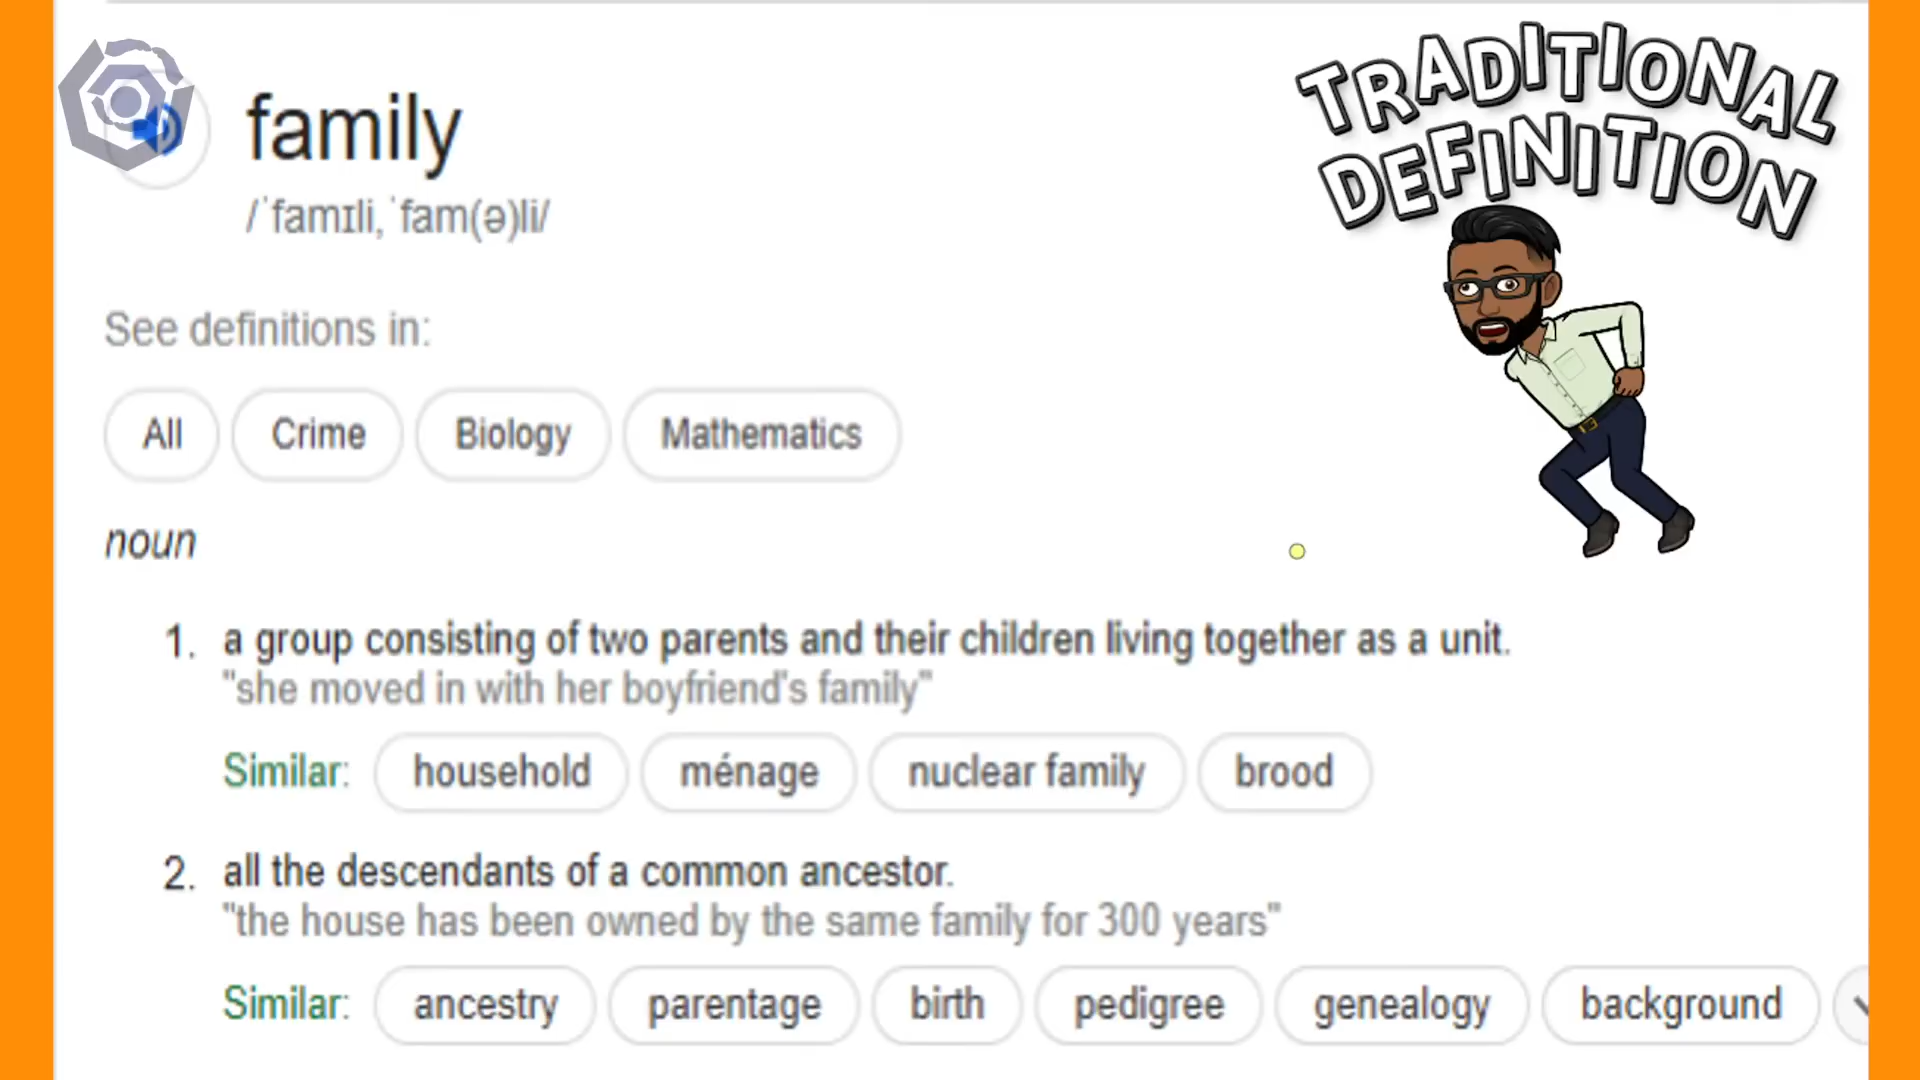 TRADITIONAL
DEFINITION
family
/ˈfamɪli, ˈfam(ə)li/
See definitions in:
All Crime Biology Mathematics
noun
1. a group consisting of two parents and their children living together as a unit.
"she moved in with her boyfriend's family"
Similar: household ménage nuclear family brood
2. all the descendants of a common ancestor.
"the house has been owned by the same family for 300 years"
Similar: ancestry parentage birth pedigree genealogy background